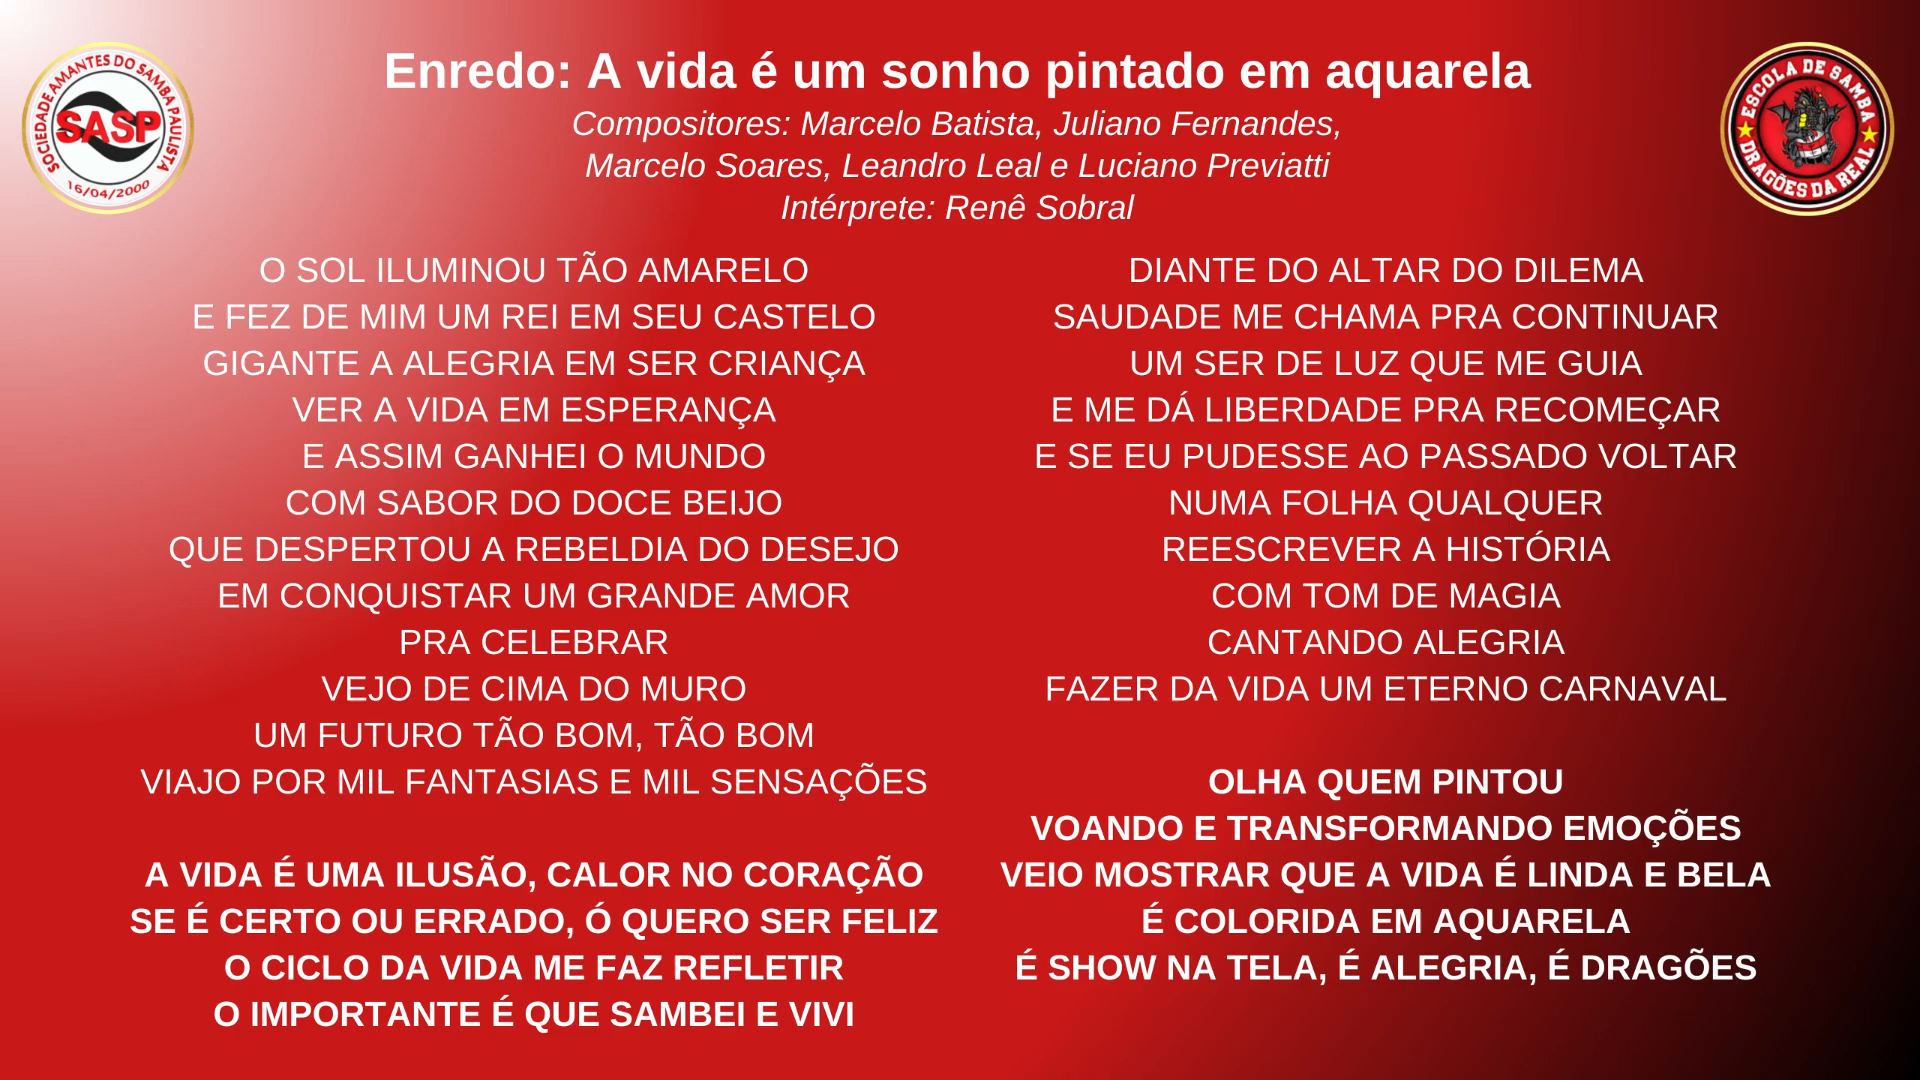 SOCIEDADE AMANTES DO SAMBA PAULISTA
SASP
16/04/2000
Enredo: A vida é um sonho pintado em aquarela
Compositores: Marcelo Batista, Juliano Fernandes,
Marcelo Soares, Leandro Leal e Luciano Previatti
Intérprete: Renê Sobral
ESCOLA DE SAMBA
DRAGÕES DA REAL
O SOL ILUMINOU TÃO AMARELO
E FEZ DE MIM UM REI EM SEU CASTELO
GIGANTE A ALEGRIA EM SER CRIANÇA
VER A VIDA EM ESPERANÇA
E ASSIM GANHEI O MUNDO
COM SABOR DO DOCE BEIJO
QUE DESPERTOU A REBELDIA DO DESEJO
EM CONQUISTAR UM GRANDE AMOR
PRA CELEBRAR
VEJO DE CIMA DO MURO
UM FUTURO TÃO BOM, TÃO BOM
VIAJO POR MIL FANTASIAS E MIL SENSAÇÕES
A VIDA É UMA ILUSÃO, CALOR NO CORAÇÃO
SE É CERTO OU ERRADO, Ó QUERO SER FELIZ
O CICLO DA VIDA ME FAZ REFLETIR
O IMPORTANTE É QUE SAMBEI E VIVI
DIANTE DO ALTAR DO DILEMA
SAUDADE ME CHAMA PRA CONTINUAR
UM SER DE LUZ QUE ME GUIA
E ME DÁ LIBERDADE PRA RECOMEÇAR
E SE EU PUDESSE AO PASSADO VOLTAR
NUMA FOLHA QUALQUER
REESCREVER A HISTÓRIA
COM TOM DE MAGIA
CANTANDO ALEGRIA
FAZER DA VIDA UM ETERNO CARNAVAL
OLHA QUEM PINTOU
VOANDO E TRANSFORMANDO EMOÇÕES
VEIO MOSTRAR QUE A VIDA É LINDA E BELA
É COLORIDA EM AQUARELA
É SHOW NA TELA, É ALEGRIA, É DRAGÕES